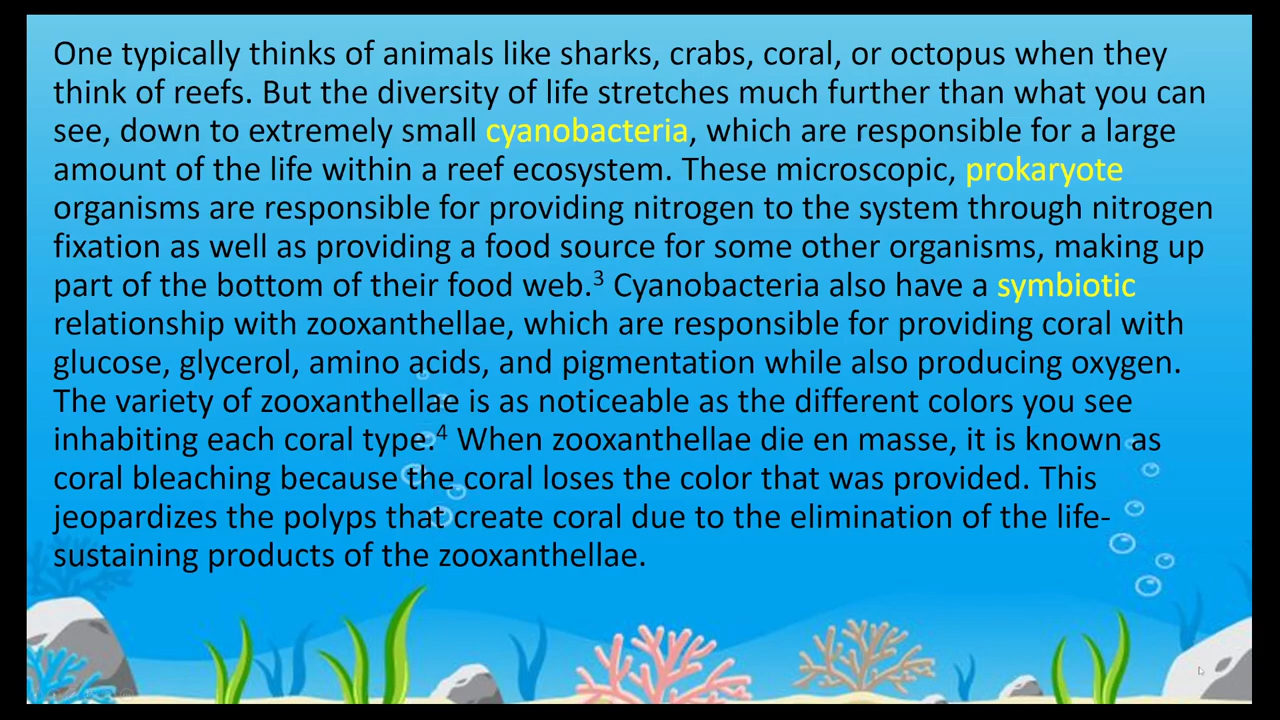 One typically thinks of animals like sharks, crabs, coral, or octopus when they
think of reefs. But the diversity of life stretches much further than what you can
see, down to extremely small cyanobacteria, which are responsible for a large
amount of the life within a reef ecosystem. These microscopic, prokaryote
organisms are responsible for providing nitrogen to the system through nitrogen
fixation as well as providing a food source for some other organisms, making up
part of the bottom of their food web.³ Cyanobacteria also have a symbiotic
relationship with zooxanthellae, which are responsible for providing coral with
glucose, glycerol, amino acids, and pigmentation while also producing oxygen.
The variety of zooxanthellae is as noticeable as the different colors you see
inhabiting each coral type.⁴ When zooxanthellae die en masse, it is known as
coral bleaching because the coral loses the color that was provided. This
jeopardizes the polyps that create coral due to the elimination of the life-
sustaining products of the zooxanthellae.